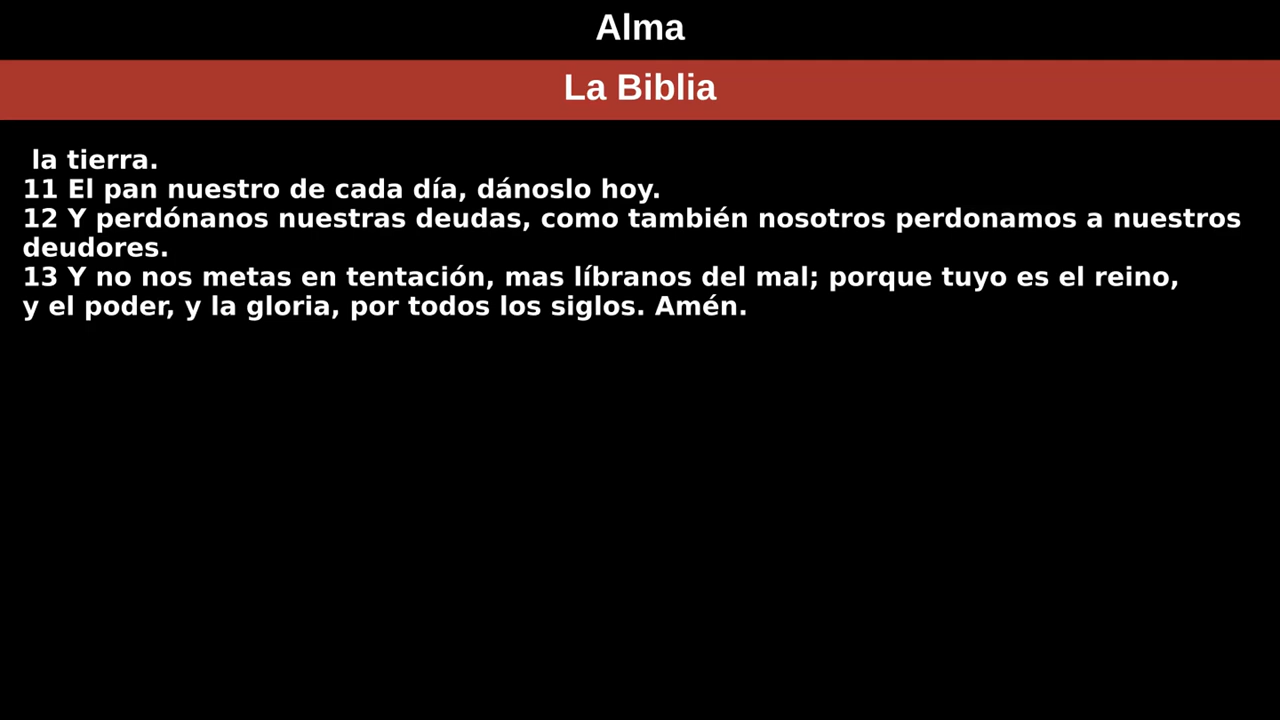 Alma
La Biblia
la tierra.
11 El pan nuestro de cada día, dánoslo hoy.
12 Y perdónanos nuestras deudas, como también nosotros perdonamos a nuestros
deudores.
13 Y no nos metas en tentación, mas líbranos del mal; porque tuyo es el reino,
y el poder, y la gloria, por todos los siglos. Amén.